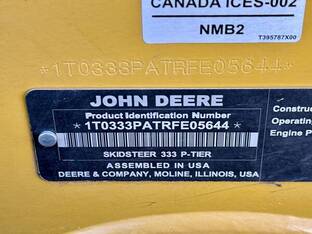 CANADA ICES-002
NMB2
T395787X00
*1T0333PATRFE05644*
JOHN DEERE
Product Identification Number
*1T0333PATRFE05644*
SKIDSTEER 333 P-TIER
ASSEMBLED IN USA
DEERE & COMPANY, MOLINE, ILLINOIS, USA
Construc
Operating
Engine P